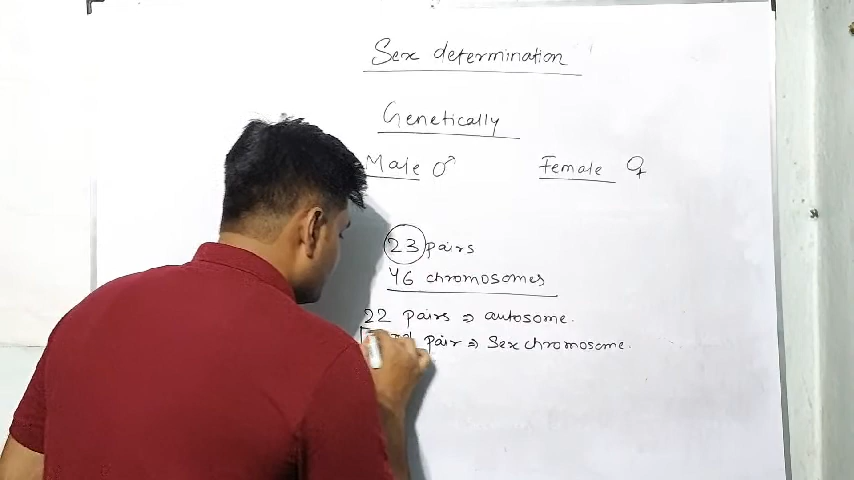 Sex determination
Genetically
Male ♂ Female ♀
23 pairs
46 chromosomes
22 pairs ⇒ autosome.
pair ⇒ Sex chromosome.